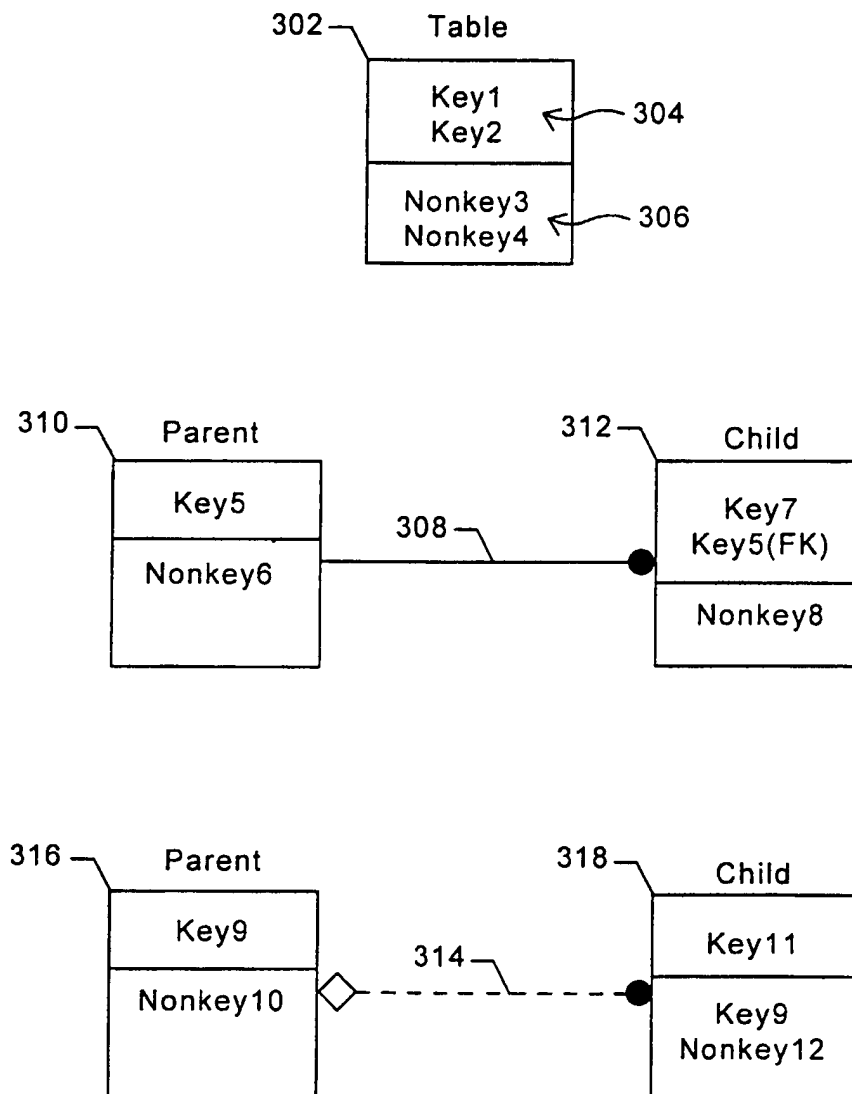 302
Table
Key1
Key2
304
Nonkey3
Nonkey4
306
310
Parent
312
Child
Key5
Nonkey6
308
Key7
Key5(FK)
Nonkey8
316
Parent
318
Child
Key9
Nonkey10
314
Key11
Key9
Nonkey12